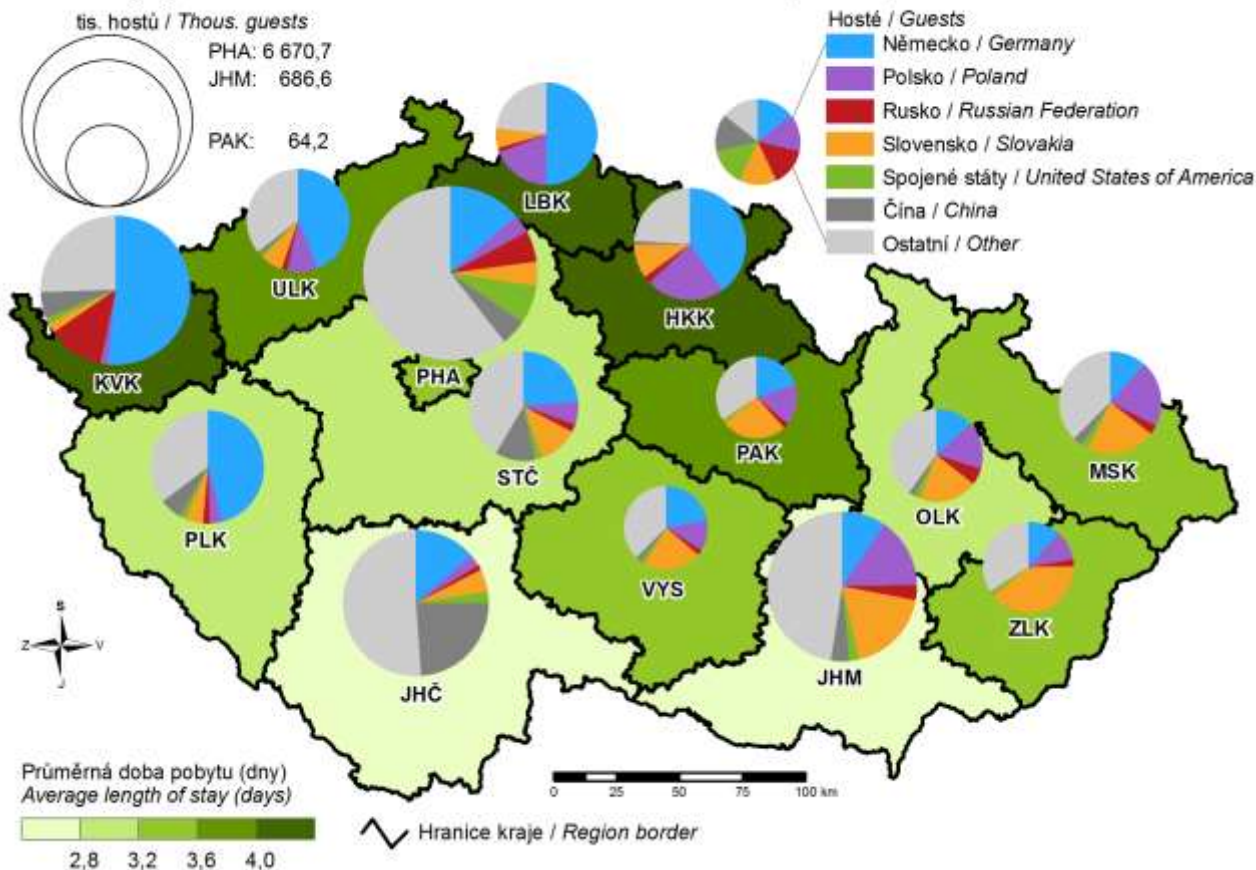 tis. hostů / Thous. guests
PHA: 6 670,7
JHM: 686,6
PAK: 64,2
Hosté / Guests
Německo / Germany
Polsko / Poland
Rusko / Russian Federation
Slovensko / Slovakia
Spojené státy / United States of America
Čína / China
Ostatní / Other
LBK
ULK
HKK
KVK
PHA
STČ
PAK
MSK
OLK
PLK
VYS
ZLK
JHČ
JHM
S
Z V
J
Průměrná doba pobytu (dny)
Average length of stay (days)
2,8 3,2 3,6 4,0
0 25 50 75 100 km
Hranice kraje / Region border